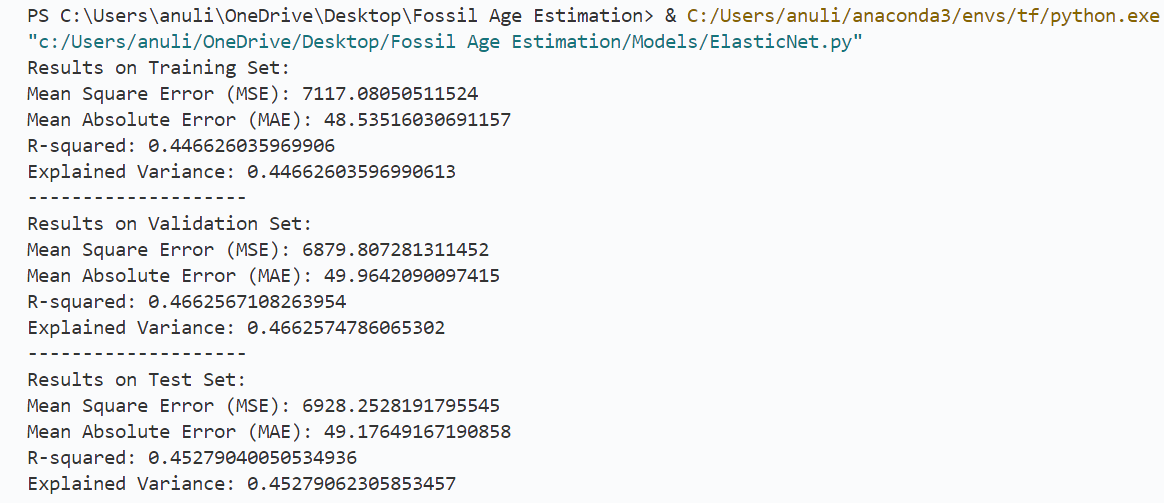 PS C:\Users\anuli\OneDrive\Desktop\Fossil Age Estimation> & C:/Users/anuli/anaconda3/envs/tf/python.exe
"c:/Users/anuli/OneDrive/Desktop/Fossil Age Estimation/Models/ElasticNet.py"
Results on Training Set:
Mean Square Error (MSE): 7117.08050511524
Mean Absolute Error (MAE): 48.53516030691157
R-squared: 0.446626035969906
Explained Variance: 0.44662603596990613
--------------------
Results on Validation Set:
Mean Square Error (MSE): 6879.807281311452
Mean Absolute Error (MAE): 49.9642090097415
R-squared: 0.4662567108263954
Explained Variance: 0.4662574786065302
--------------------
Results on Test Set:
Mean Square Error (MSE): 6928.2528191795545
Mean Absolute Error (MAE): 49.17649167190858
R-squared: 0.45279040050534936
Explained Variance: 0.45279062305853457